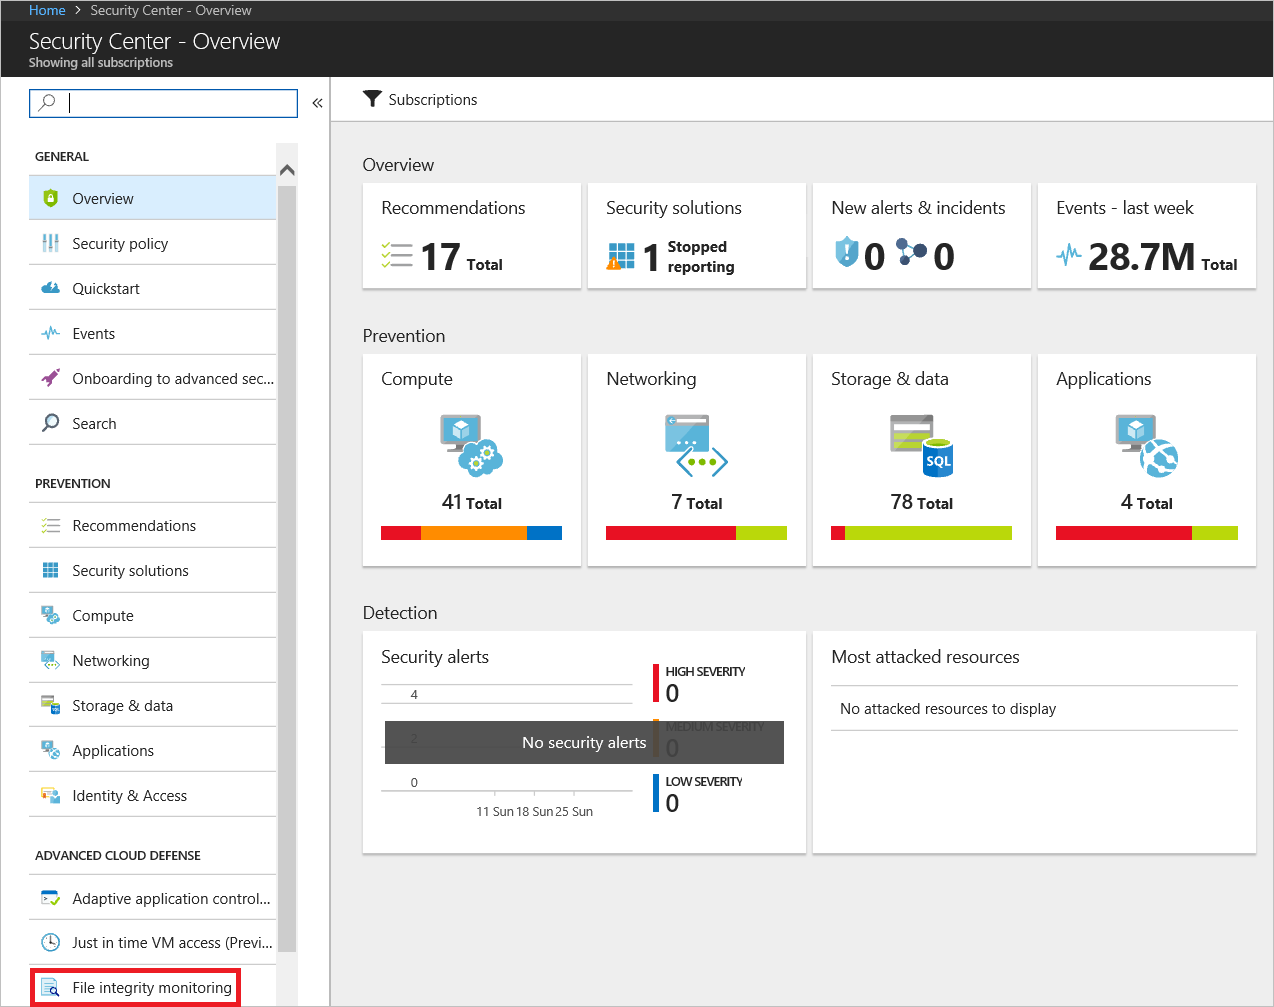 Home > Security Center - Overview
Security Center - Overview
Showing all subscriptions
«
GENERAL
Overview
Security policy
Quickstart
Events
Onboarding to advanced sec...
Search
PREVENTION
Recommendations
Security solutions
Compute
Networking
Storage & data
Applications
Identity & Access
ADVANCED CLOUD DEFENSE
Adaptive application control...
Just in time VM access (Previ...
File integrity monitoring
Subscriptions
Overview
Recommendations
17 Total
Security solutions
1 Stopped reporting
New alerts & incidents
0 0
Events - last week
28.7M Total
Prevention
Compute
41 Total
Networking
7 Total
Storage & data
SQL
78 Total
Applications
4 Total
Detection
Security alerts
4
2
0
11 Sun 18 Sun 25 Sun
No security alerts
HIGH SEVERITY
0
MEDIUM SEVERITY
0
LOW SEVERITY
0
Most attacked resources
No attacked resources to display